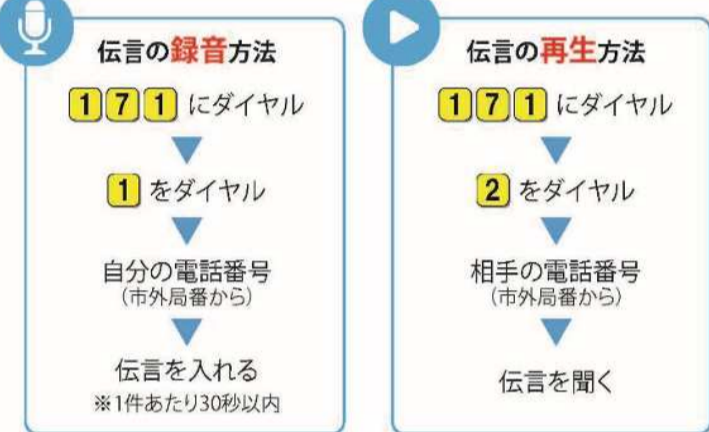 伝言の録音方法
171にダイヤル
1をダイヤル
自分の電話番号
(市外局番から)
伝言を入れる
※1件あたり30秒以内
伝言の再生方法
171にダイヤル
2をダイヤル
相手の電話番号
(市外局番から)
伝言を聞く